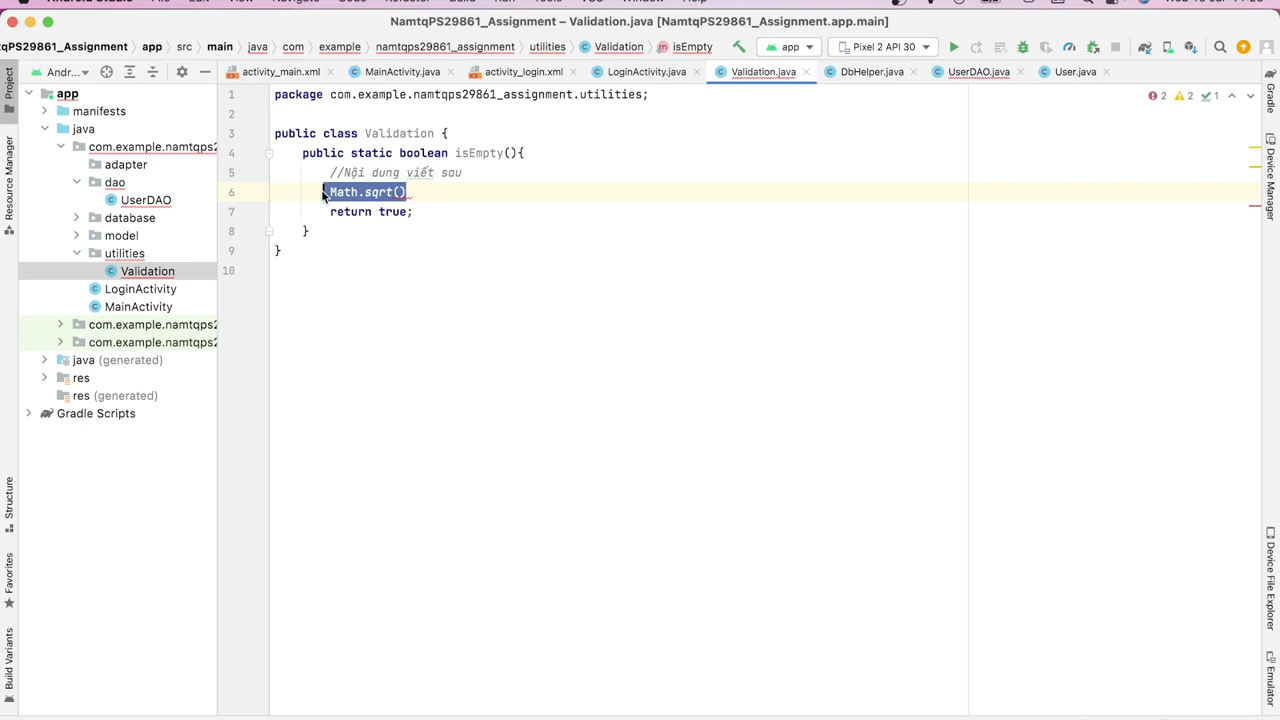 NamtqPS29861_Assignment – Validation.java [NamtqPS29861_Assignment.app.main]
tqPS29861_Assignment app src main java com example namtqps29861_assignment utilities Validation isEmpty app Pixel 2 API 30
Andr... activity_main.xml MainActivity.java activity_login.xml LoginActivity.java Validation.java DbHelper.java UserDAO.java User.java
Project
Resource Manager
Structure
Favorites
Build Variants
app
manifests
java
com.example.namtqps2
adapter
dao
UserDAO
database
model
utilities
Validation
LoginActivity
MainActivity
com.example.namtqps2
com.example.namtqps2
java (generated)
res
res (generated)
Gradle Scripts
1 package com.example.namtqps29861_assignment.utilities;
2
3 public class Validation {
4 public static boolean isEmpty(){
5 //Nội dung viết sau
6 Math.sqrt()
7 return true;
8 }
9 }
10
2 2 1
Gradle
Device Manager
Device File Explorer
Emulator